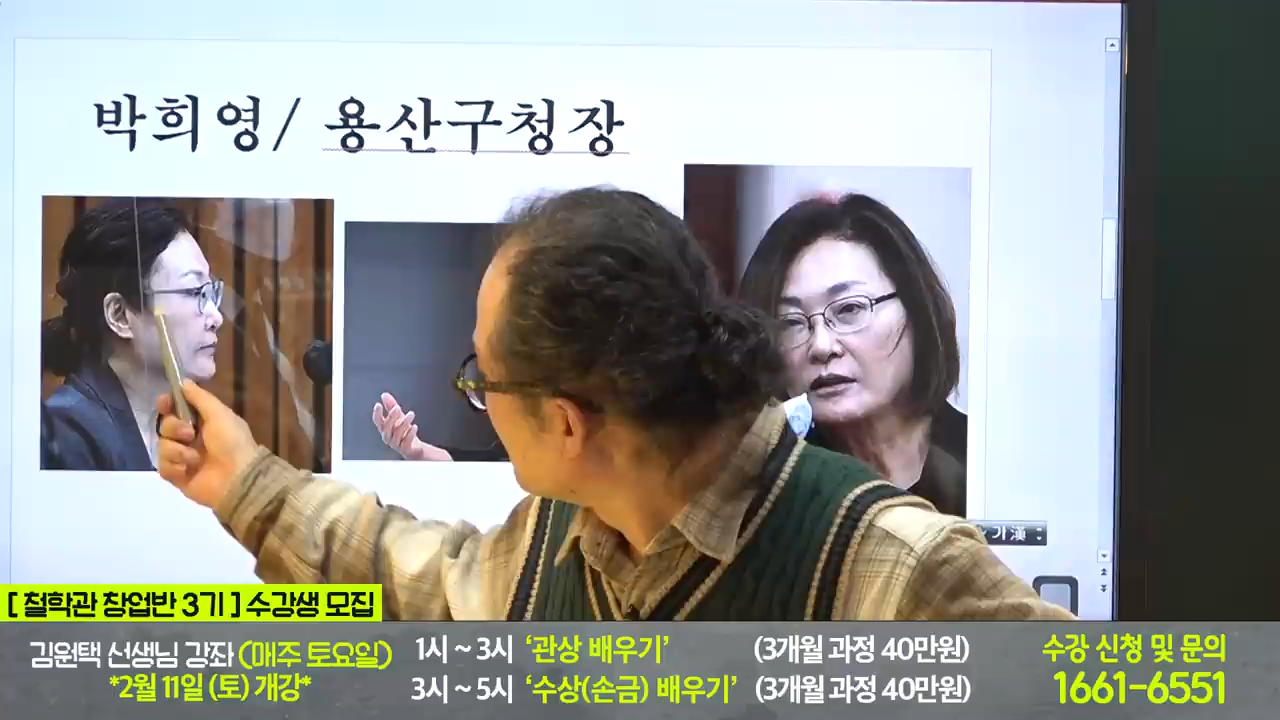 박희영/ 용산구청장
가漢
[ 철학관 창업반 3기 ] 수강생 모집
김원택 선생님 강좌 (매주 토요일)
*2월 11일 (토) 개강*
1시 ~ 3시 '관상 배우기' (3개월 과정 40만원)
3시 ~ 5시 '수상(손금) 배우기' (3개월 과정 40만원)
수강 신청 및 문의
1661-6551